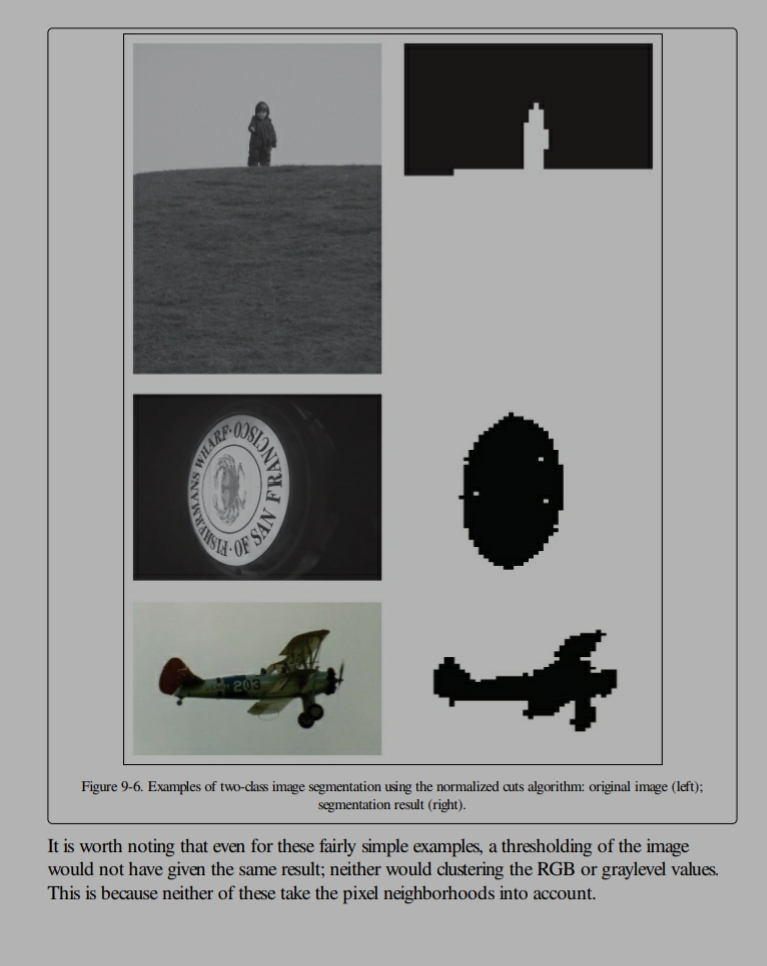 FISHERMANS WHARF · OF SAN FRANCISCO
203
Figure 9-6. Examples of two-class image segmentation using the normalized cuts algorithm: original image (left);
segmentation result (right).
It is worth noting that even for these fairly simple examples, a thresholding of the image
would not have given the same result; neither would clustering the RGB or graylevel values.
This is because neither of these take the pixel neighborhoods into account.